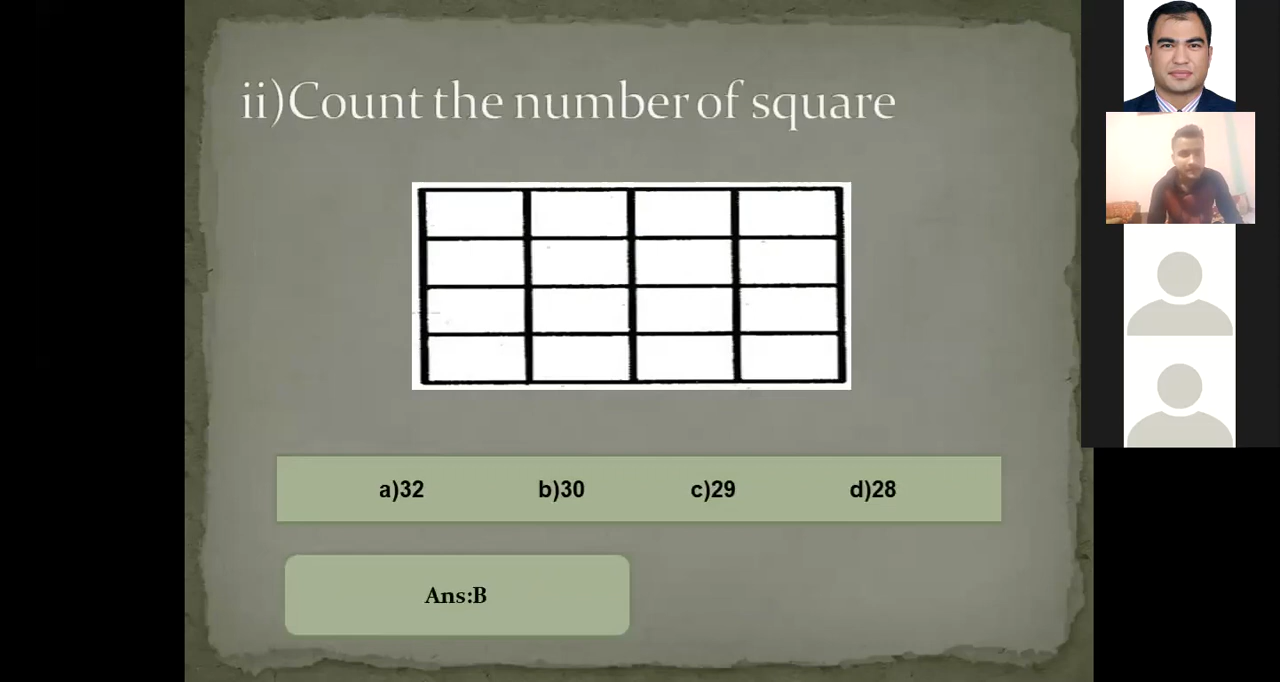 ii)Count the number of square
a)32 b)30 c)29 d)28
Ans:B